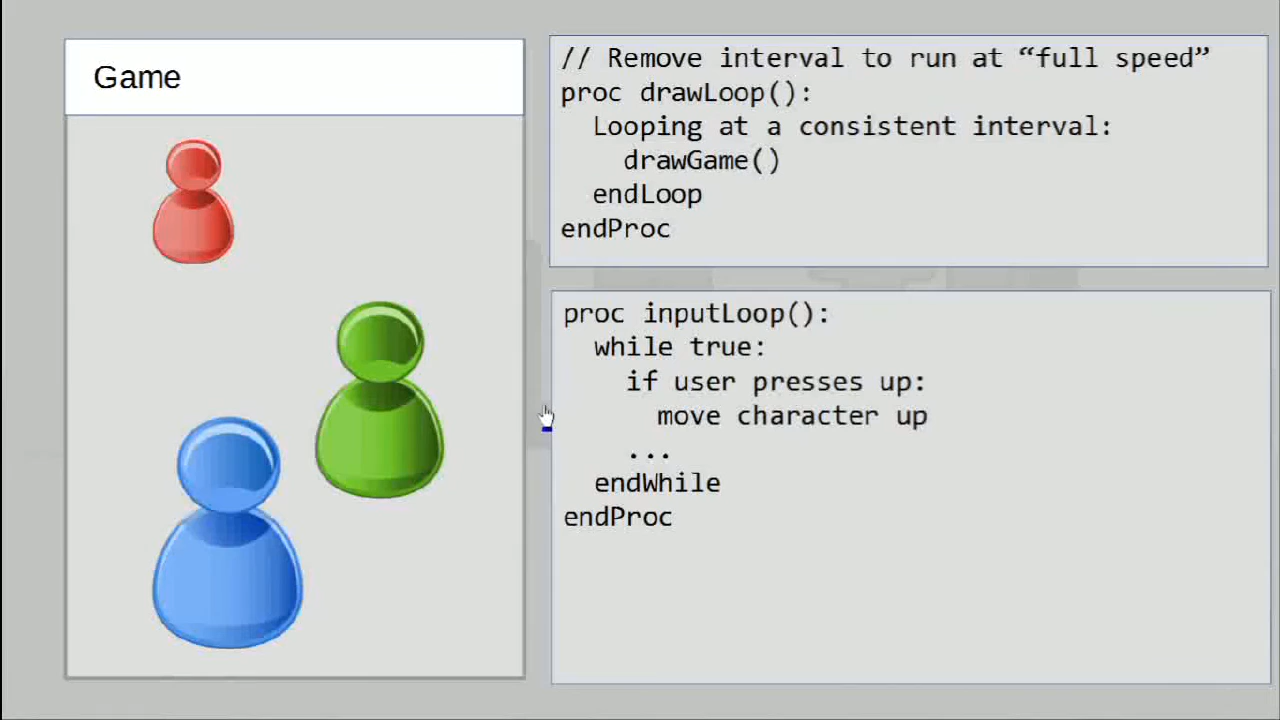 Game
// Remove interval to run at “full speed”
proc drawLoop():
Looping at a consistent interval:
drawGame()
endLoop
endProc
proc inputLoop():
while true:
if user presses up:
move character up
...
endWhile
endProc